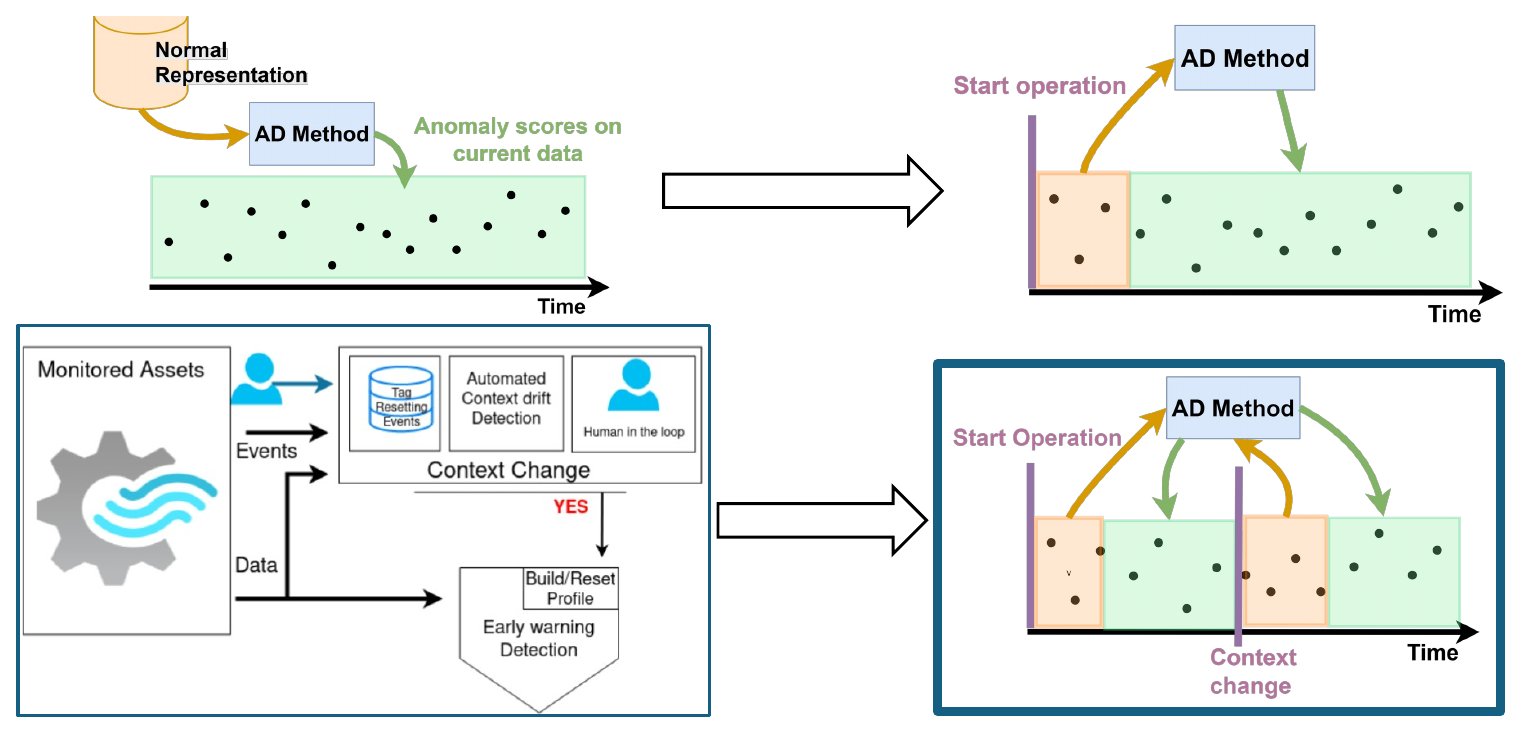 Normal
Representation
AD Method
Anomaly scores on
current data
Time
Start operation
AD Method
Time
Monitored Assets
Events
Data
Tag
Resetting
Events
Automated
Context drift
Detection
Human in the loop
Context Change
YES
Build/Reset
Profile
Early warning
Detection
AD Method
Start Operation
v
Time
Context
change